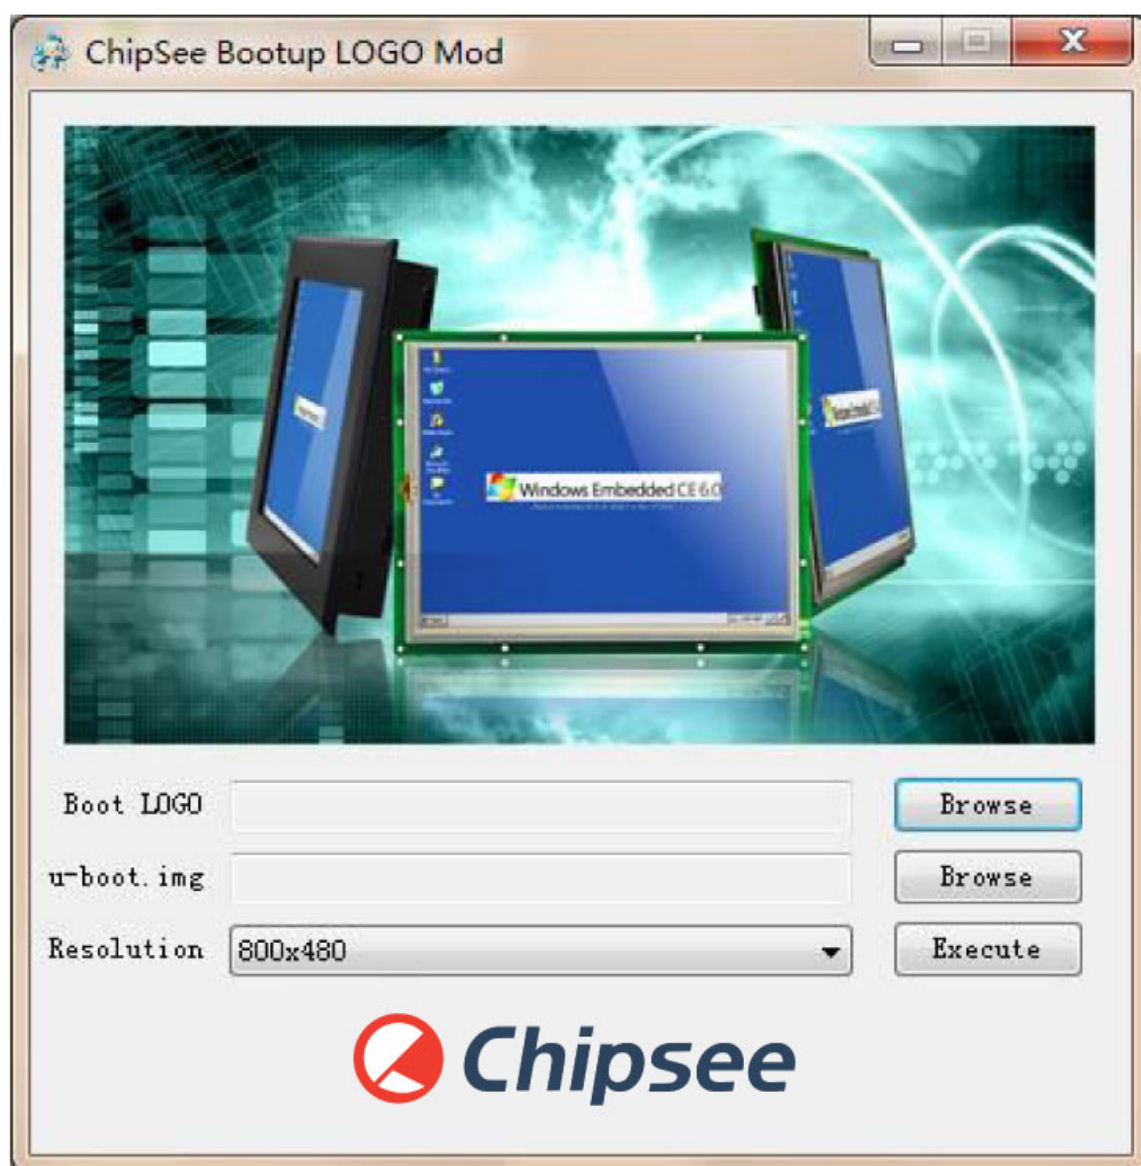 ChipSee Bootup LOGO Mod
Windows Embedded CE 6.0
Boot LOGO
Browse
u-boot.img
Browse
Resolution
800x480
Execute
Chipsee